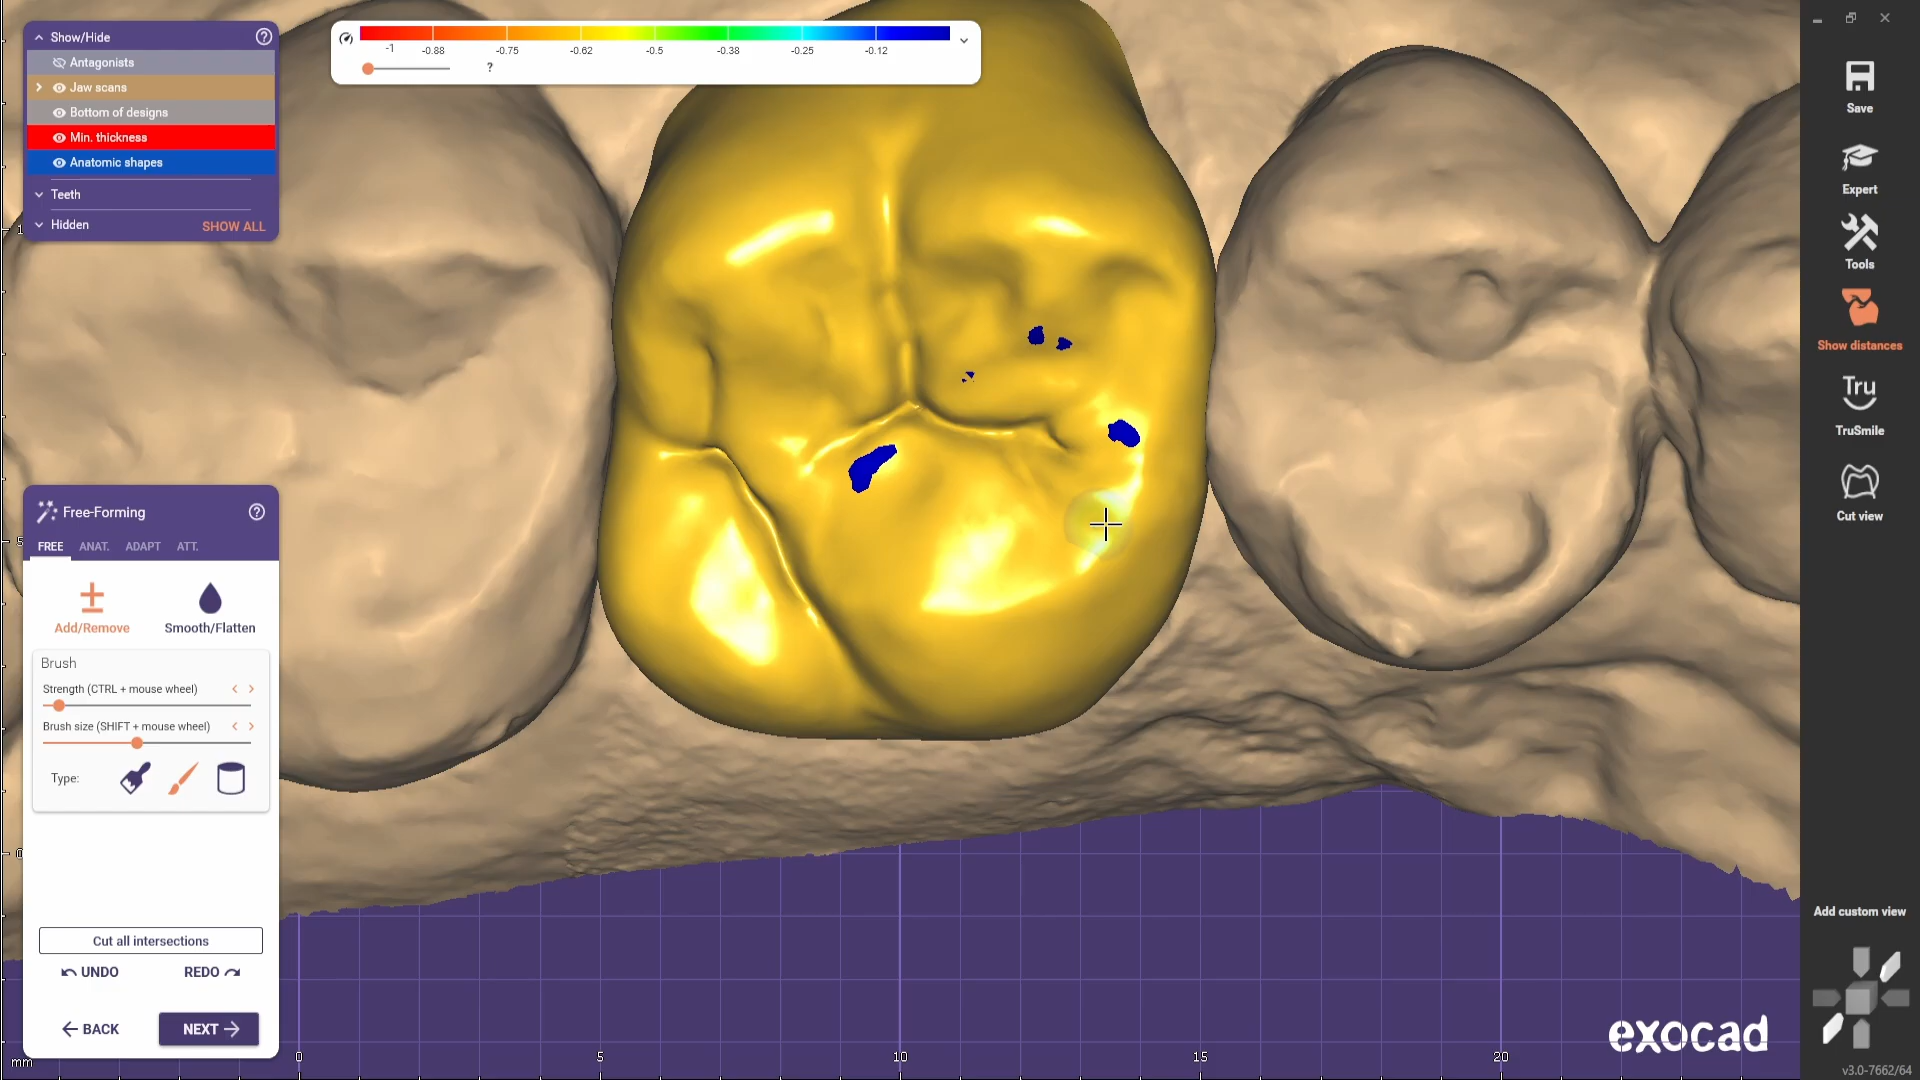 Show/Hide
Antagonists
Jaw scans
Bottom of designs
Min. thickness
Anatomic shapes
Teeth
Hidden
SHOW ALL
-1 -0.88 -0.75 -0.62 -0.5 -0.38 -0.25 -0.12
?
Save
Expert
Tools
Show distances
Tru
TruSmile
Cut view
Free-Forming
FREE ANAT. ADAPT ATT.
Add/Remove Smooth/Flatten
Brush
Strength (CTRL + mouse wheel)
Brush size (SHIFT + mouse wheel)
Type:
Cut all intersections
UNDO REDO
BACK NEXT
Add custom view
exocad
mm 0 5 10 15 20
v3.0-7662/64